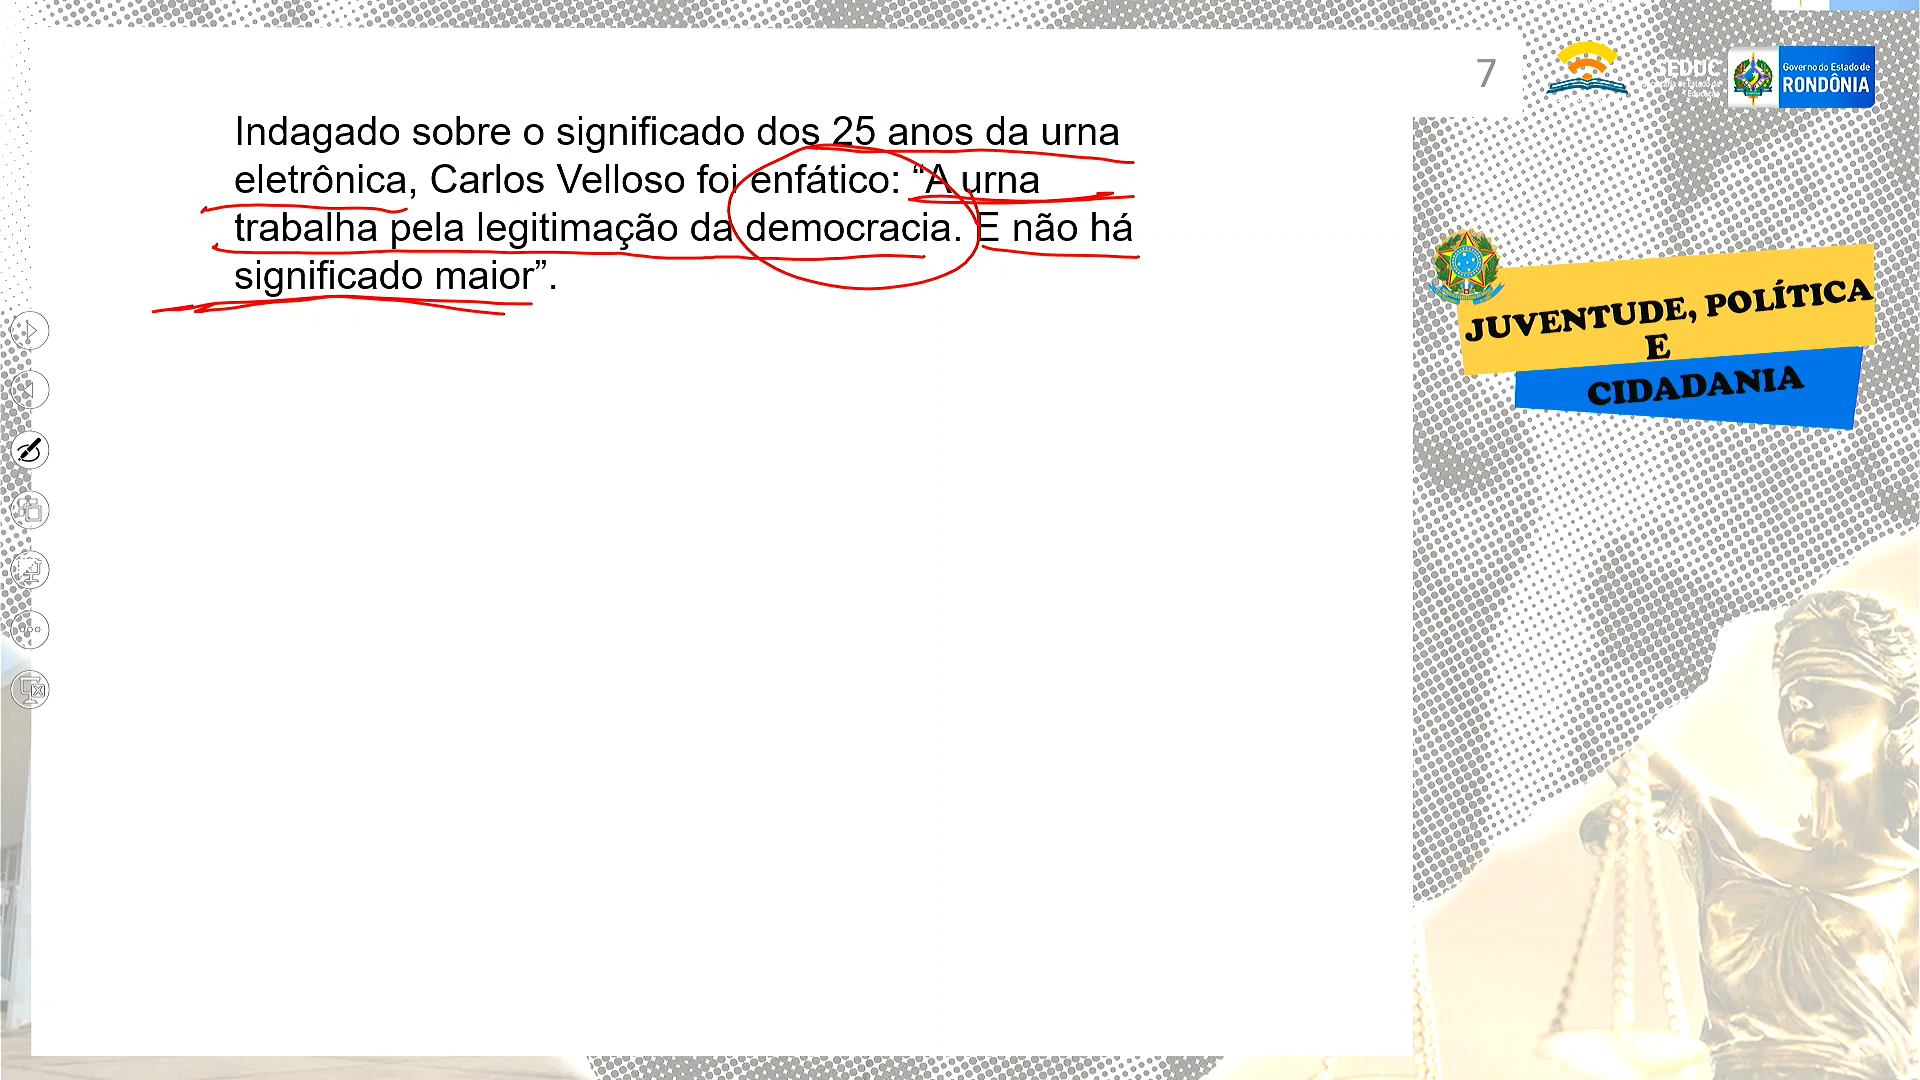 7
SEDUC
Governo do Estado de
RONDÔNIA
Indagado sobre o significado dos 25 anos da urna
eletrônica, Carlos Velloso foi enfático: “A urna
trabalha pela legitimação da democracia. E não há
significado maior”.
JUVENTUDE, POLÍTICA
E
CIDADANIA